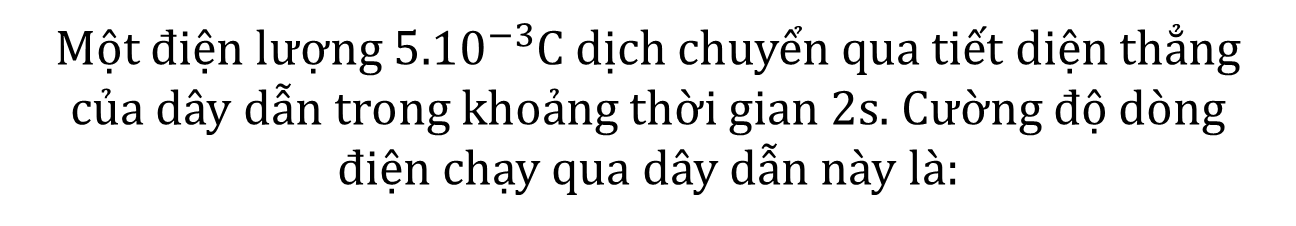 Một điện lượng 5.10⁻³C dịch chuyển qua tiết diện thẳng
của dây dẫn trong khoảng thời gian 2s. Cường độ dòng
điện chạy qua dây dẫn này là: